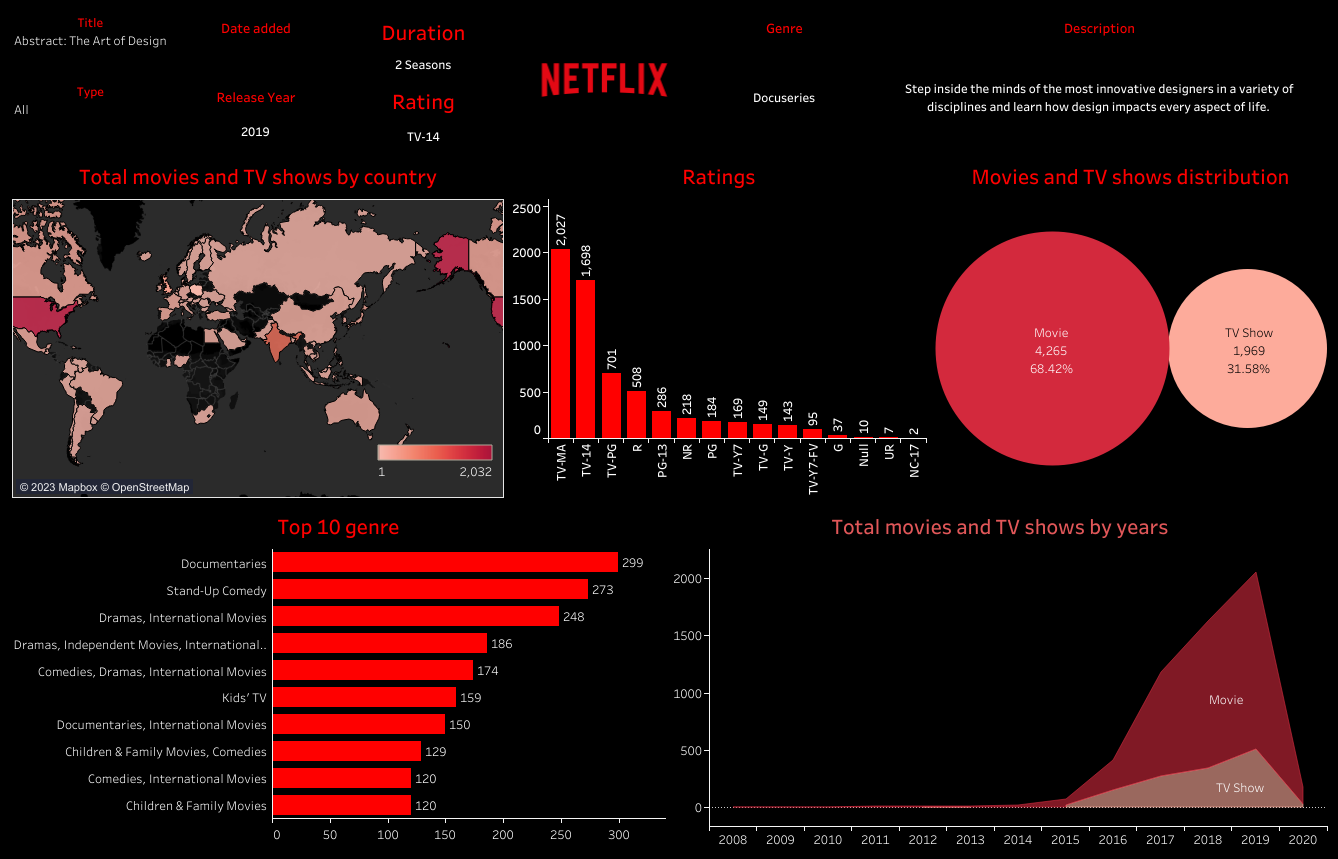 Title
Abstract: The Art of Design
Date added
Duration
2 Seasons
Type
All
Release Year
2019
Rating
TV-14
NETFLIX
Genre
Docuseries
Description
Step inside the minds of the most innovative designers in a variety of
disciplines and learn how design impacts every aspect of life.
Total movies and TV shows by country
1
2,032
© 2023 Mapbox © OpenStreetMap
Ratings
2500
2000
1500
1000
500
0
2,027
1,698
701
508
286
218
184
169
149
143
95
37
10
7
2
TV-MA
TV-14
TV-PG
R
PG-13
NR
PG
TV-Y7
TV-G
TV-Y
TV-Y7-FV
G
Null
UR
NC-17
Movies and TV shows distribution
Movie
4,265
68.42%
TV Show
1,969
31.58%
Top 10 genre
Documentaries
299
Stand-Up Comedy
273
Dramas, International Movies
248
Dramas, Independent Movies, International..
186
Comedies, Dramas, International Movies
174
Kids' TV
159
Documentaries, International Movies
150
Children & Family Movies, Comedies
129
Comedies, International Movies
120
Children & Family Movies
120
0
50
100
150
200
250
300
Total movies and TV shows by years
2000
1500
1000
500
0
Movie
TV Show
2008
2009
2010
2011
2012
2013
2014
2015
2016
2017
2018
2019
2020